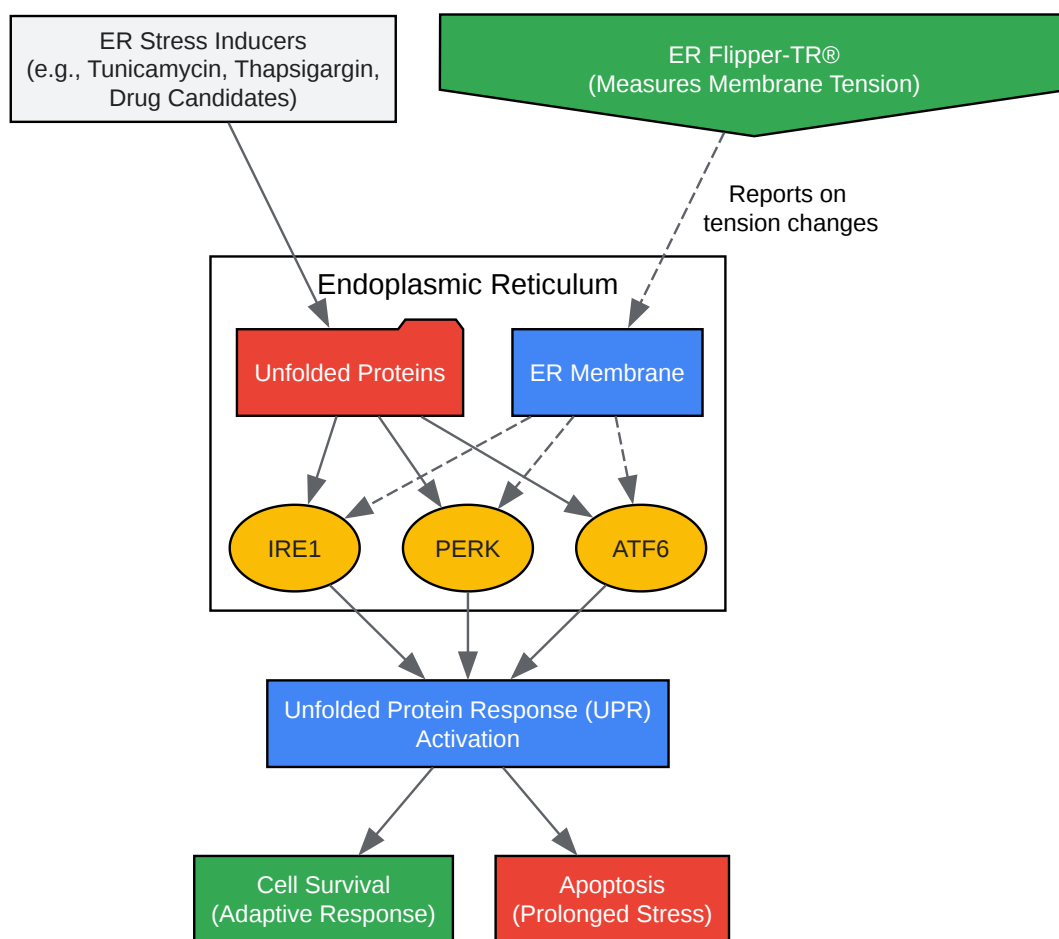 ER Stress Inducers
(e.g., Tunicamycin, Thapsigargin,
Drug Candidates)
ER Flipper-TR®
(Measures Membrane Tension)
Reports on
tension changes
Endoplasmic Reticulum
Unfolded Proteins
ER Membrane
IRE1
PERK
ATF6
Unfolded Protein Response (UPR)
Activation
Cell Survival
(Adaptive Response)
Apoptosis
(Prolonged Stress)